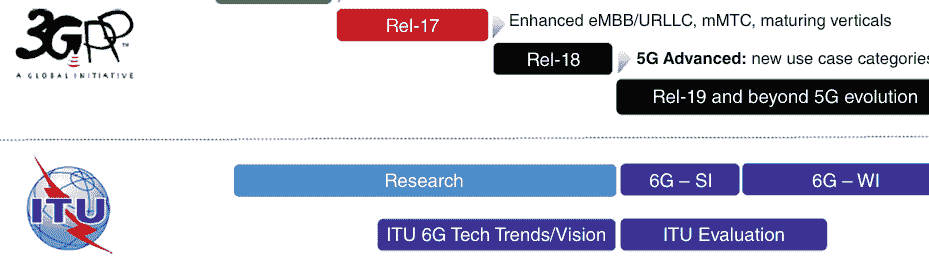 3GPP™
A GLOBAL INITIATIVE
Rel-17
Enhanced eMBB/URLLC, mMTC, maturing verticals
Rel-18
5G Advanced: new use case categories
Rel-19 and beyond 5G evolution
ITU
Research
6G – SI
6G – WI
ITU 6G Tech Trends/Vision
ITU Evaluation